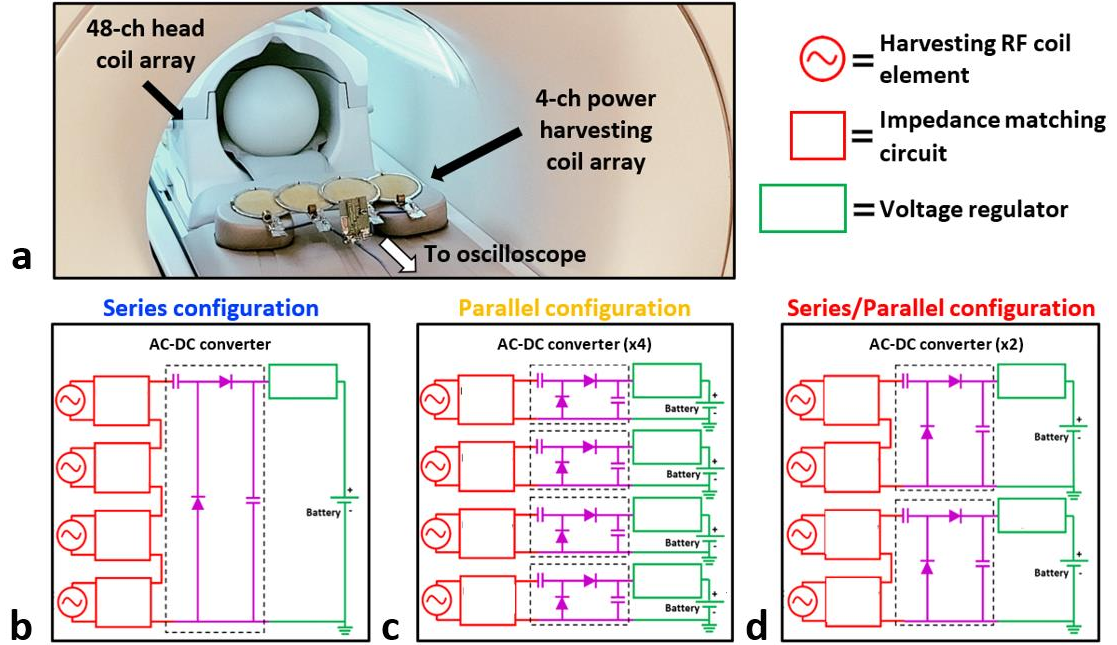 48-ch head
coil array
4-ch power
harvesting
coil array
To oscilloscope
a
= Harvesting RF coil
element
= Impedance matching
circuit
= Voltage regulator
Series configuration
AC-DC converter
Battery
+
-
b
Parallel configuration
AC-DC converter (x4)
Battery
+
-
Battery
+
-
Battery
+
-
Battery
+
-
c
Series/Parallel configuration
AC-DC converter (x2)
Battery
+
-
Battery
+
-
d